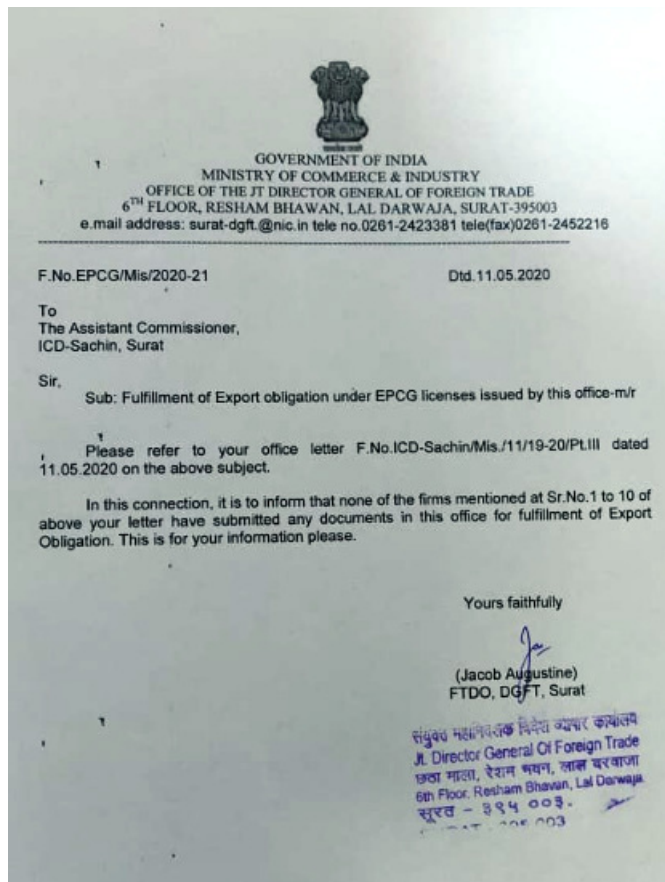 GOVERNMENT OF INDIA
MINISTRY OF COMMERCE & INDUSTRY
OFFICE OF THE JT DIRECTOR GENERAL OF FOREIGN TRADE
6TH FLOOR, RESHAM BHAWAN, LAL DARWAJA, SURAT-395003
e.mail address: surat-dgft.@nic.in tele no.0261-2423381 tele(fax)0261-2452216
F.No.EPCG/Mis/2020-21 Dtd.11.05.2020
To
The Assistant Commissioner,
ICD-Sachin, Surat
Sir,
Sub: Fulfillment of Export obligation under EPCG licenses issued by this office-m/r
Please refer to your office letter F.No.ICD-Sachin/Mis./11/19-20/Pt.III dated
11.05.2020 on the above subject.
In this connection, it is to inform that none of the firms mentioned at Sr.No.1 to 10 of
above your letter have submitted any documents in this office for fulfillment of Export
Obligation. This is for your information please.
Yours faithfully
(Jacob Augustine)
FTDO, DGFT, Surat
संयुक्त विदेश व्यापार कार्यालय
Jt. Director General Of Foreign Trade
छठा माला, रेशम भवन, लाल दरवाजा
6th Floor, Resham Bhavan, Lal Darwaja
सूरत - ३९५ ००३.
003